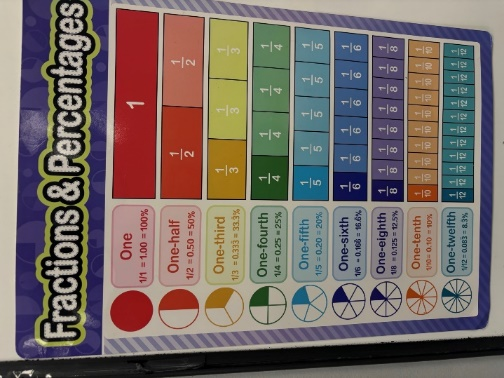 Fractions & Percentages
One
1/1 = 1.00 = 100%
1
One-half
1/2 = 0.50 = 50%
1/2 1/2
One-third
1/3 = 0.333 = 33.3%
1/3 1/3 1/3
One-fourth
1/4 = 0.25 = 25%
1/4 1/4 1/4 1/4
One-fifth
1/5 = 0.20 = 20%
1/5 1/5 1/5 1/5 1/5
One-sixth
1/6 = 0.166 = 16.6%
1/6 1/6 1/6 1/6 1/6 1/6
One-eighth
1/8 = 0.125 = 12.5%
1/8 1/8 1/8 1/8 1/8 1/8 1/8 1/8
One-tenth
1/10 = 0.10 = 10%
1/10 1/10 1/10 1/10 1/10 1/10 1/10 1/10 1/10 1/10
One-twelfth
1/12 = 0.083 = 8.3%
1/12 1/12 1/12 1/12 1/12 1/12 1/12 1/12 1/12 1/12 1/12 1/12